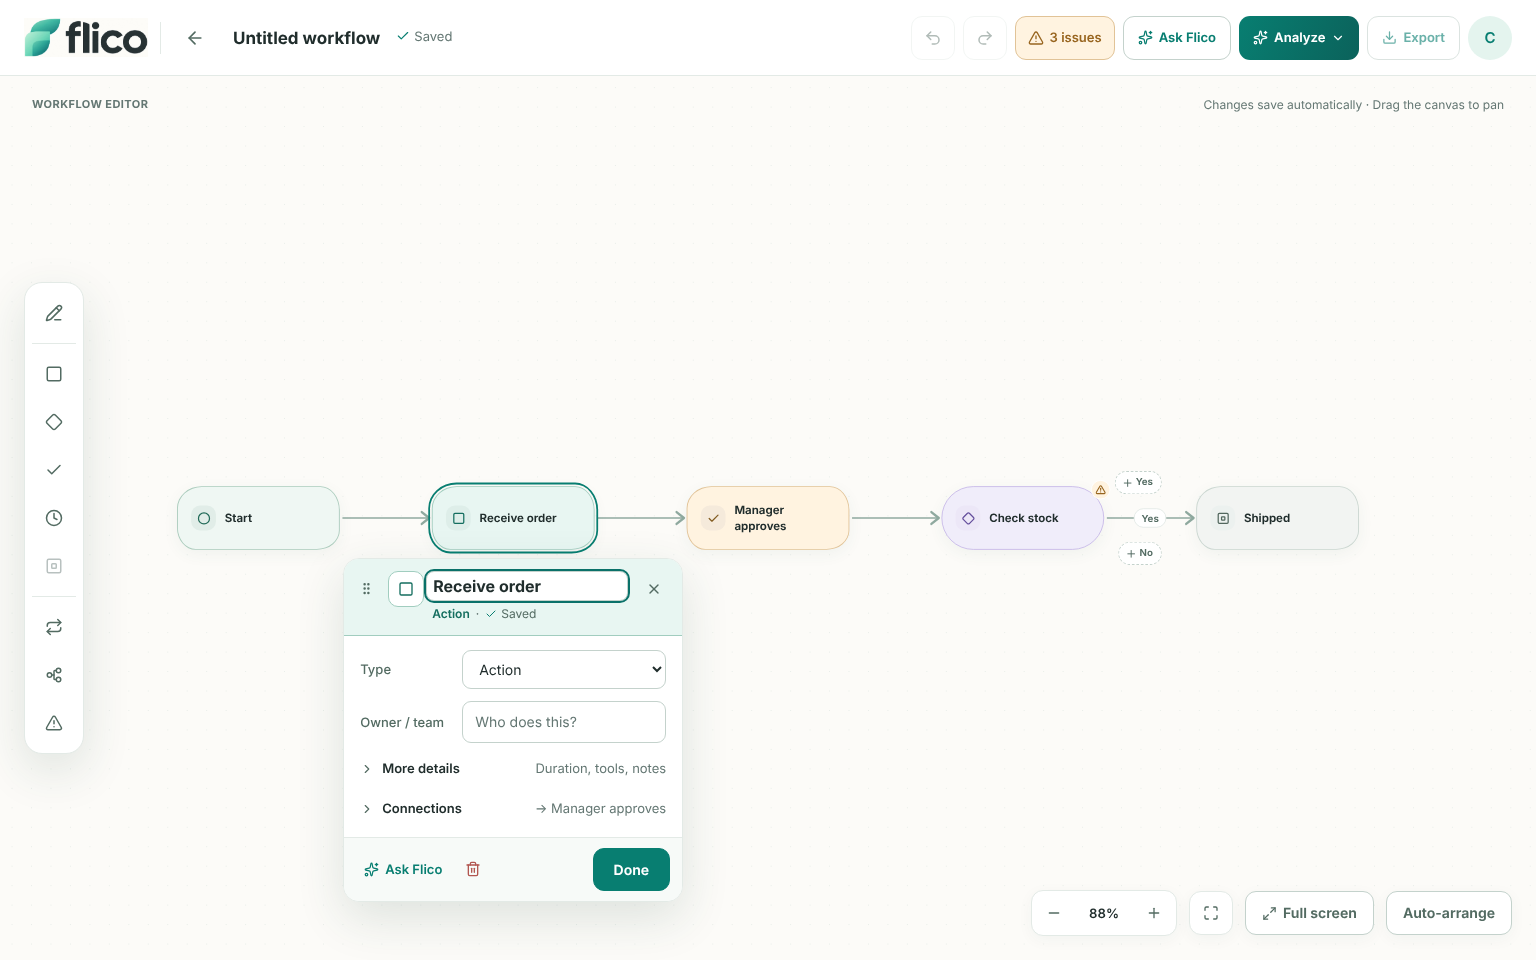 flico
Untitled workflow
Saved
3 issues
Ask Flico
Analyze
Export
C
WORKFLOW EDITOR
Changes save automatically · Drag the canvas to pan
Start
Receive order
Manager
approves
Check stock
+ Yes
Yes
+ No
Shipped
Receive order
Action · Saved
Type
Action
Owner / team
Who does this?
More details
Duration, tools, notes
Connections
→ Manager approves
Ask Flico
Done
88%
Full screen
Auto-arrange